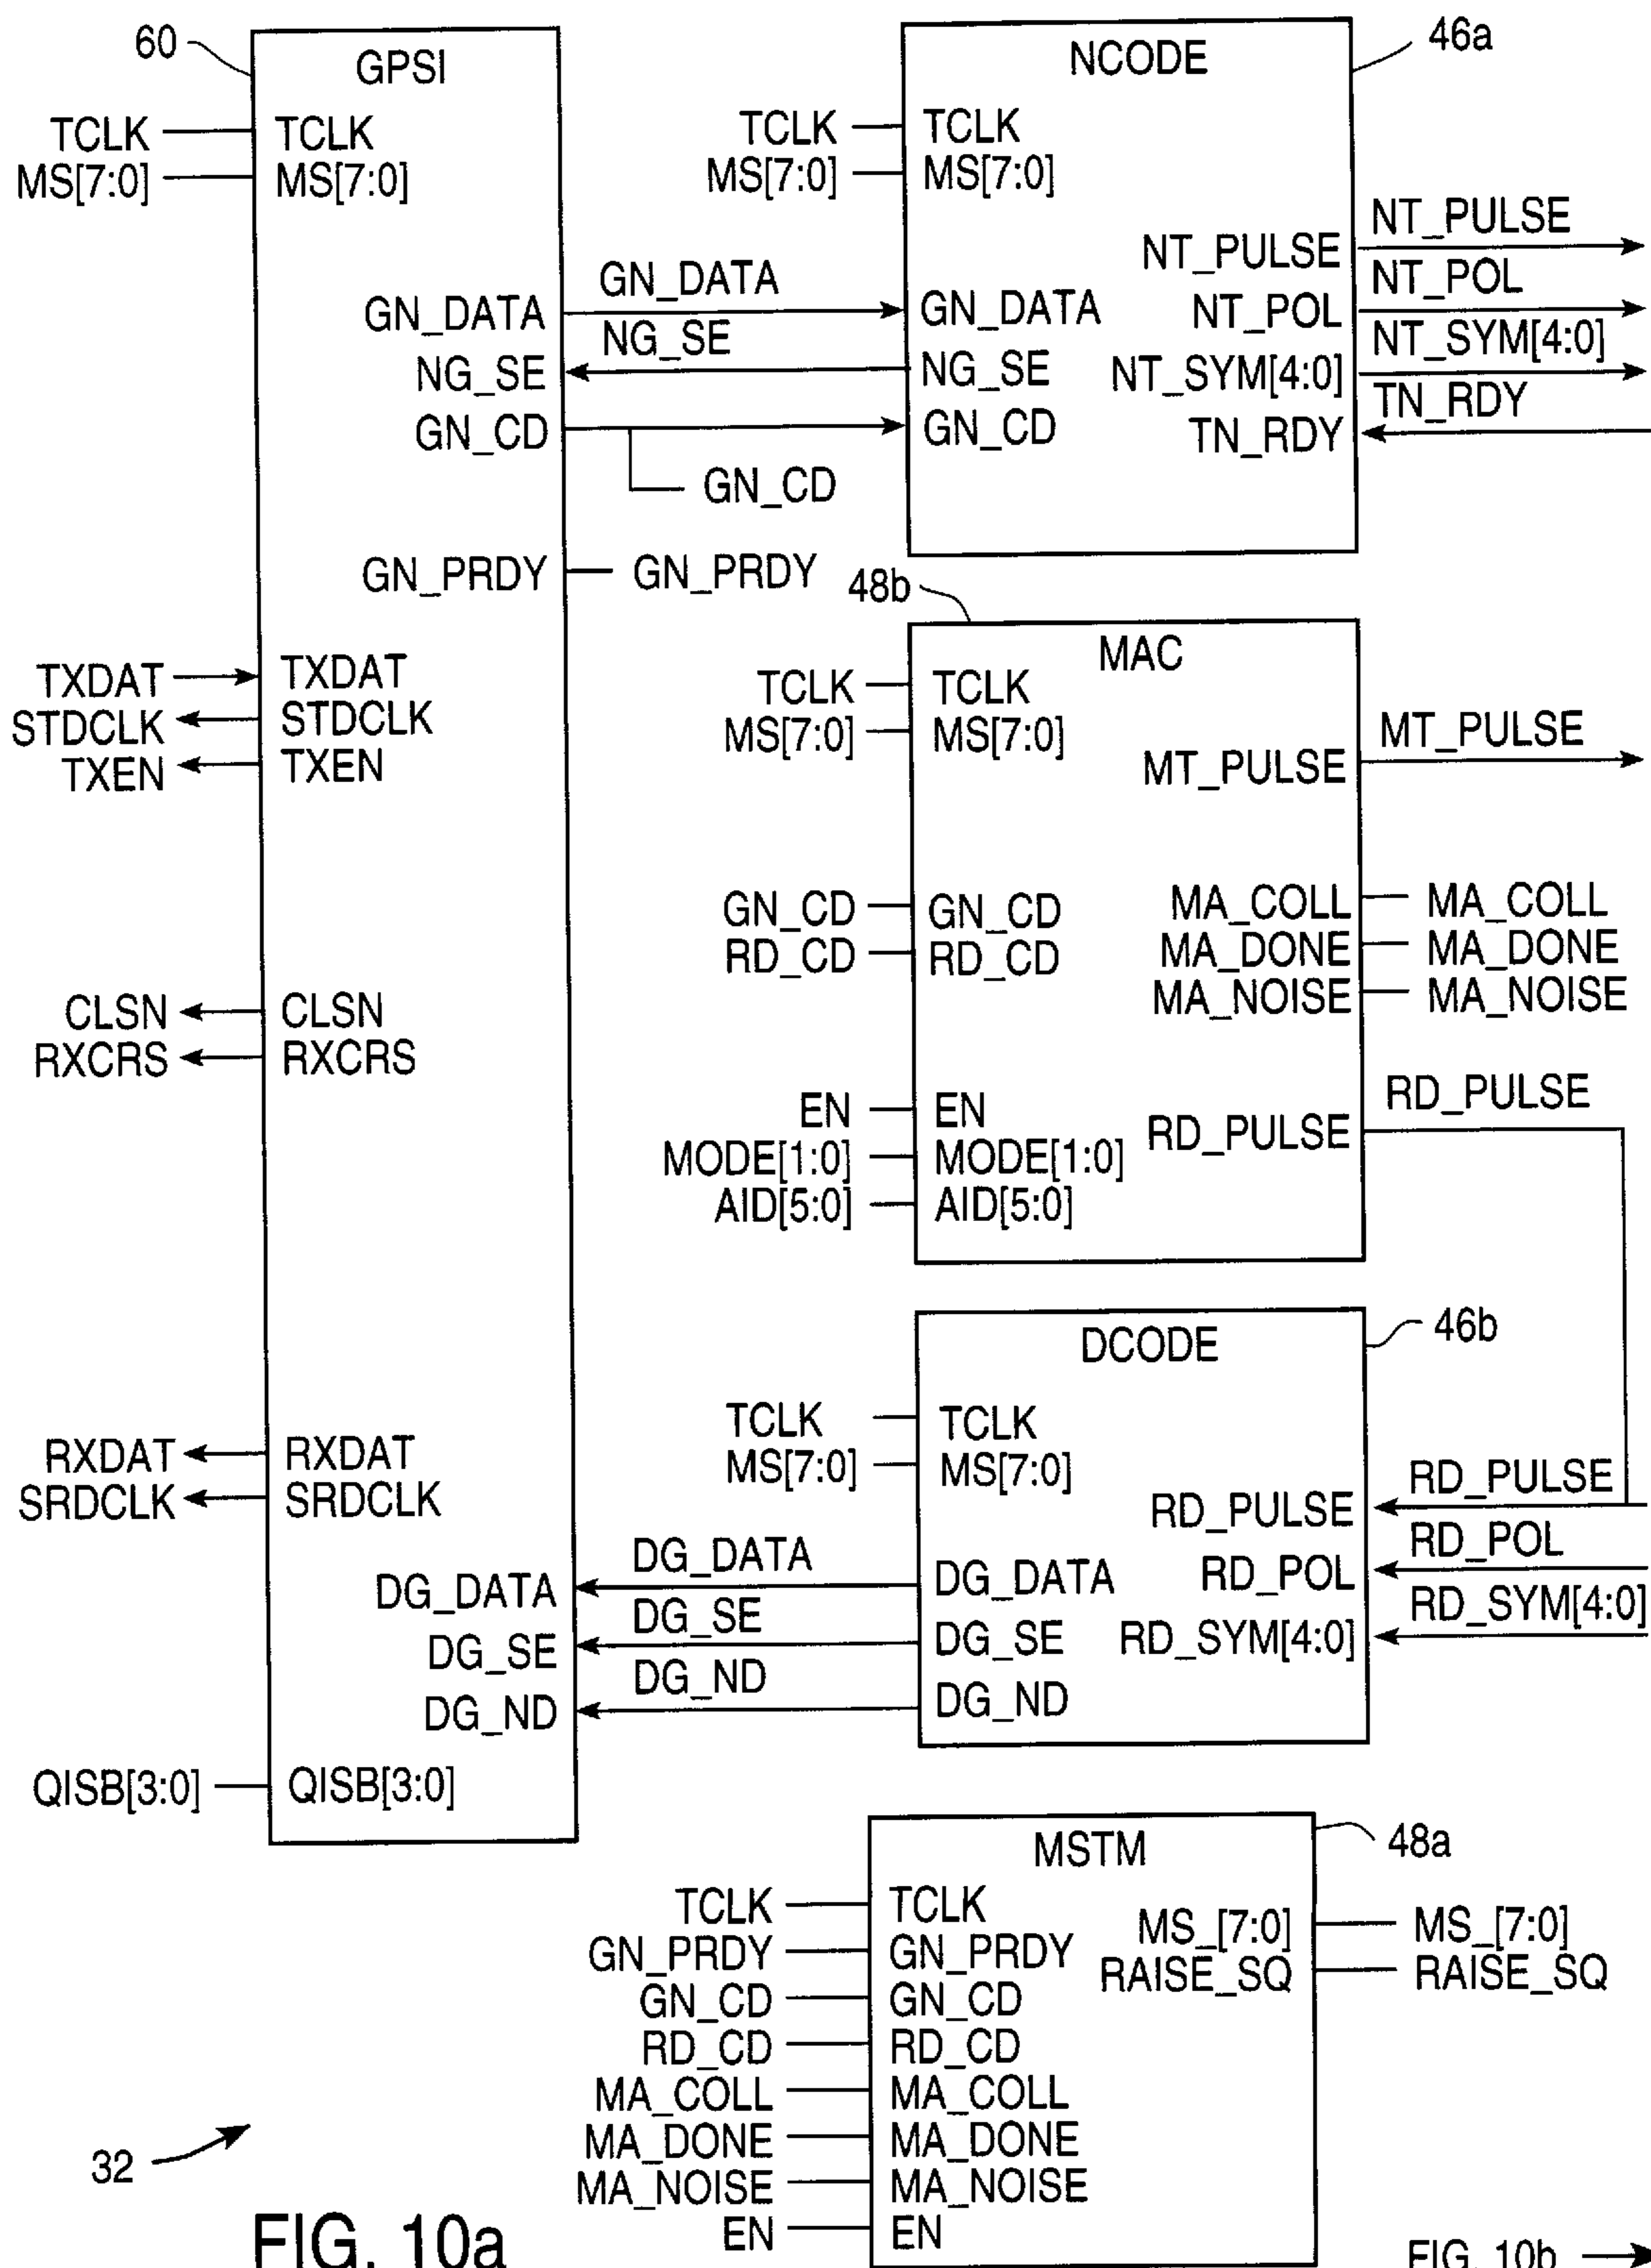 60
GPSI
TCLK TCLK
MS[7:0] MS[7:0]
GN_DATA GN_DATA
NG_SE NG_SE
GN_CD
GN_CD
GN_PRDY GN_PRDY
TXDAT TXDAT
STDCLK STDCLK
TXEN TXEN
CLSN CLSN
RXCRS RXCRS
RXDAT RXDAT
SRDCLK SRDCLK
DG_DATA DG_DATA
DG_SE DG_SE
DG_ND DG_ND
QISB[3:0] QISB[3:0]
46a
NCODE
TCLK TCLK
MS[7:0] MS[7:0]
NT_PULSE NT_PULSE
GN_DATA NT_POL NT_POL
NG_SE NT_SYM[4:0] NT_SYM[4:0]
GN_CD TN_RDY TN_RDY
48b
MAC
TCLK TCLK
MS[7:0] MS[7:0]
MT_PULSE MT_PULSE
GN_CD GN_CD MA_COLL MA_COLL
RD_CD RD_CD MA_DONE MA_DONE
MA_NOISE MA_NOISE
EN EN RD_PULSE RD_PULSE
MODE[1:0] MODE[1:0]
AID[5:0] AID[5:0]
46b
DCODE
TCLK TCLK
MS[7:0] MS[7:0]
RD_PULSE RD_PULSE
DG_DATA RD_POL RD_POL
DG_SE RD_SYM[4:0] RD_SYM[4:0]
DG_ND
48a
MSTM
TCLK TCLK MS_[7:0] MS_[7:0]
GN_PRDY GN_PRDY RAISE_SQ RAISE_SQ
GN_CD GN_CD
RD_CD RD_CD
MA_COLL MA_COLL
MA_DONE MA_DONE
MA_NOISE MA_NOISE
EN EN
32
FIG. 10a
FIG. 10b